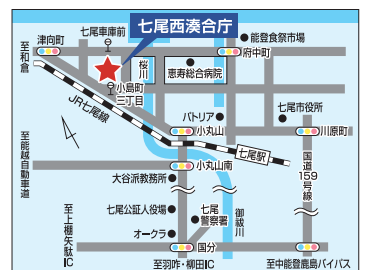 七尾西湊合庁
七尾車庫前
津向町
至和倉
桜川
恵寿総合病院
能登食祭市場
府中町
小島町
三丁目
JR七尾線
パトリア
七尾市役所
小丸山
川原町
七尾駅
国道159号線
小丸山南
至能越自動車道
大谷派教務所
七尾公証人役場
七尾
警察署
御祓川
オークラ
国分
至上棚矢駄IC
至羽咋・柳田IC
至中能登鹿島バイパス